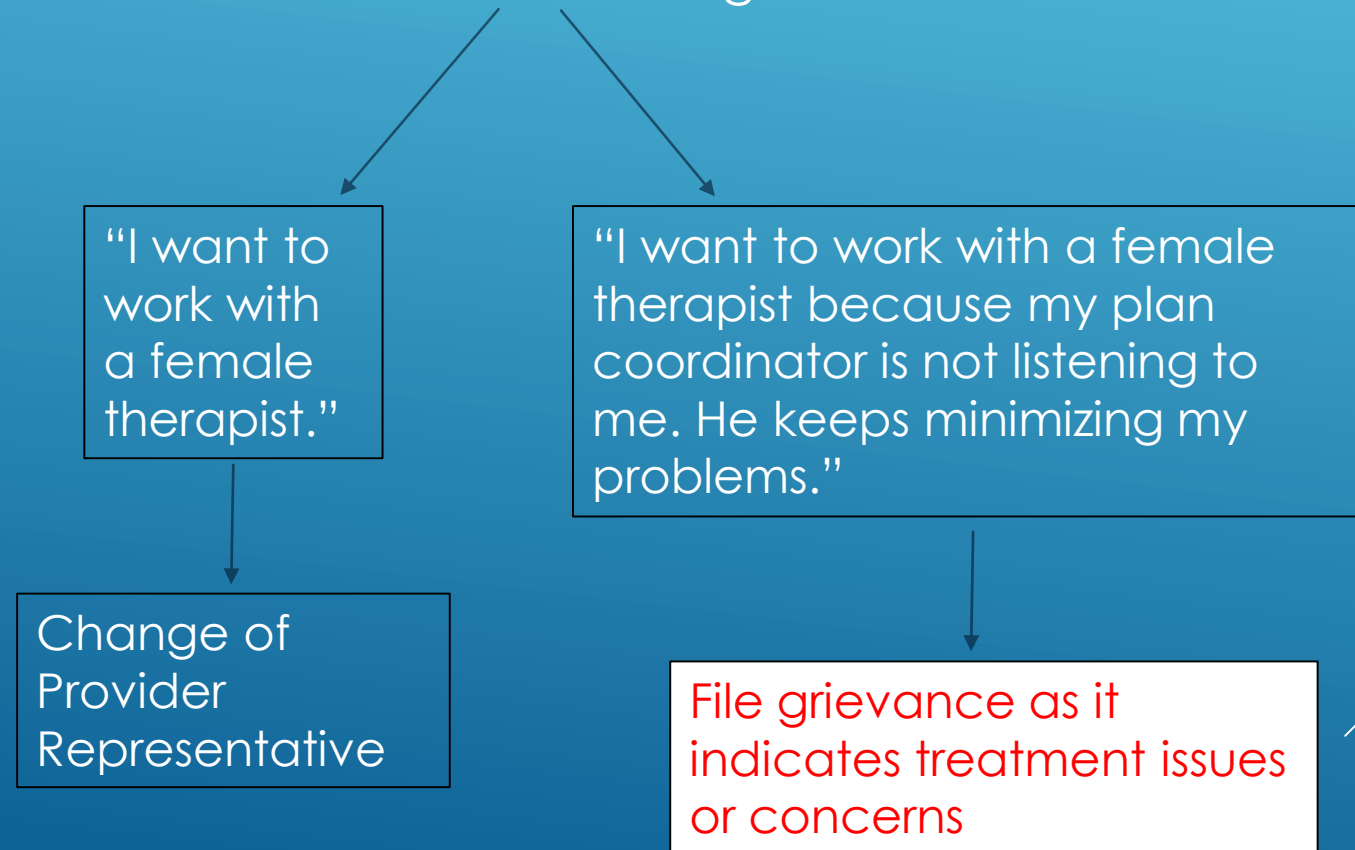 “I want to
work with
a female
therapist.”
“I want to work with a female
therapist because my plan
coordinator is not listening to
me. He keeps minimizing my
problems.”
Change of
Provider
Representative
File grievance as it
indicates treatment issues
or concerns